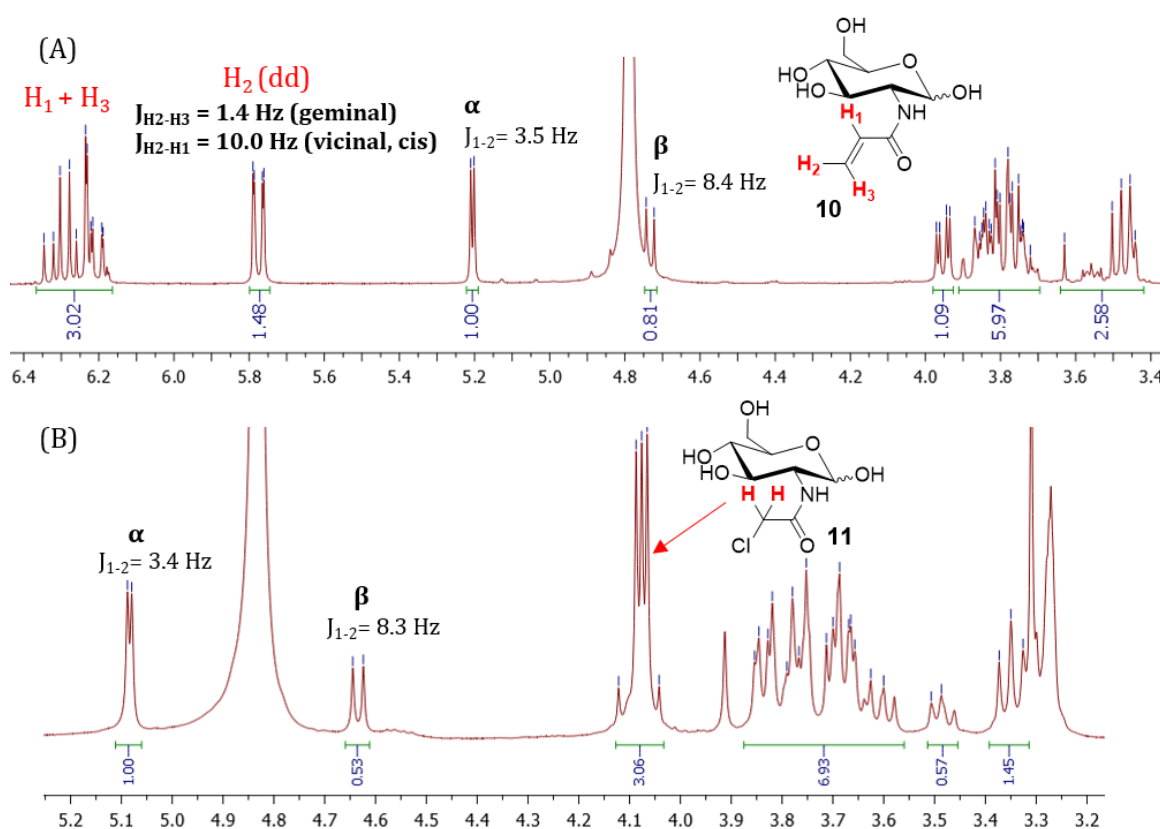 (A)
H₁ + H₃
H₂ (dd)
J_H2-H3 = 1.4 Hz (geminal)
J_H2-H1 = 10.0 Hz (vicinal, cis)
α
J₁₋₂ = 3.5 Hz
β
J₁₋₂ = 8.4 Hz
OH
HO
O
HO
OH
H₁
NH
H₂
O
H₃
10
3.02
1.48
1.00
0.81
1.09
5.97
2.58
6.4 6.2 6.0 5.8 5.6 5.4 5.2 5.0 4.8 4.6 4.4 4.2 4.0 3.8 3.6 3.4
(B)
α
J₁₋₂= 3.4 Hz
β
J₁₋₂= 8.3 Hz
OH
HO
O
HO
OH
H H
NH
Cl
O
11
1.00
0.53
3.06
6.93
0.57
1.45
5.2 5.1 5.0 4.9 4.8 4.7 4.6 4.5 4.4 4.3 4.2 4.1 4.0 3.9 3.8 3.7 3.6 3.5 3.4 3.3 3.2